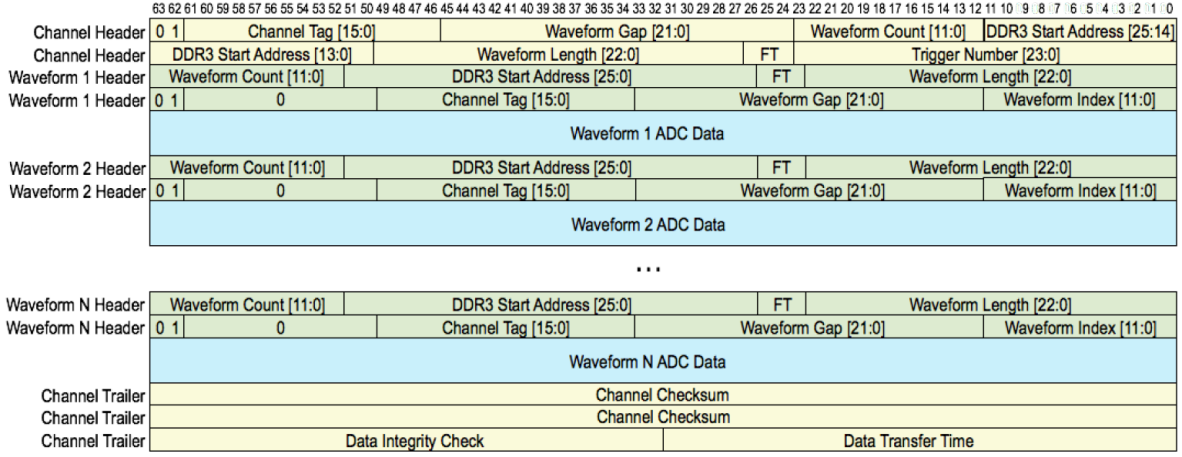 63 62 61 60 59 58 57 56 55 54 53 52 51 50 49 48 47 46 45 44 43 42 41 40 39 38 37 36 35 34 33 32 31 30 29 28 27 26 25 24 23 22 21 20 19 18 17 16 15 14 13 12 11 10 9 8 7 6 5 4 3 2 1 0
Channel Header 0 1 Channel Tag [15:0] Waveform Gap [21:0] Waveform Count [11:0] DDR3 Start Address [25:14]
Channel Header DDR3 Start Address [13:0] Waveform Length [22:0] FT Trigger Number [23:0]
Waveform 1 Header Waveform Count [11:0] DDR3 Start Address [25:0] FT Waveform Length [22:0]
Waveform 1 Header 0 1 0 Channel Tag [15:0] Waveform Gap [21:0] Waveform Index [11:0]
Waveform 1 ADC Data
Waveform 2 Header Waveform Count [11:0] DDR3 Start Address [25:0] FT Waveform Length [22:0]
Waveform 2 Header 0 1 0 Channel Tag [15:0] Waveform Gap [21:0] Waveform Index [11:0]
Waveform 2 ADC Data
...
Waveform N Header Waveform Count [11:0] DDR3 Start Address [25:0] FT Waveform Length [22:0]
Waveform N Header 0 1 0 Channel Tag [15:0] Waveform Gap [21:0] Waveform Index [11:0]
Waveform N ADC Data
Channel Trailer Channel Checksum
Channel Trailer Channel Checksum
Channel Trailer Data Integrity Check Data Transfer Time